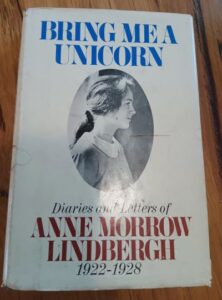 BRING ME A
UNICORN
Diaries and Letters of
ANNE MORROW
LINDBERGH
1922-1928